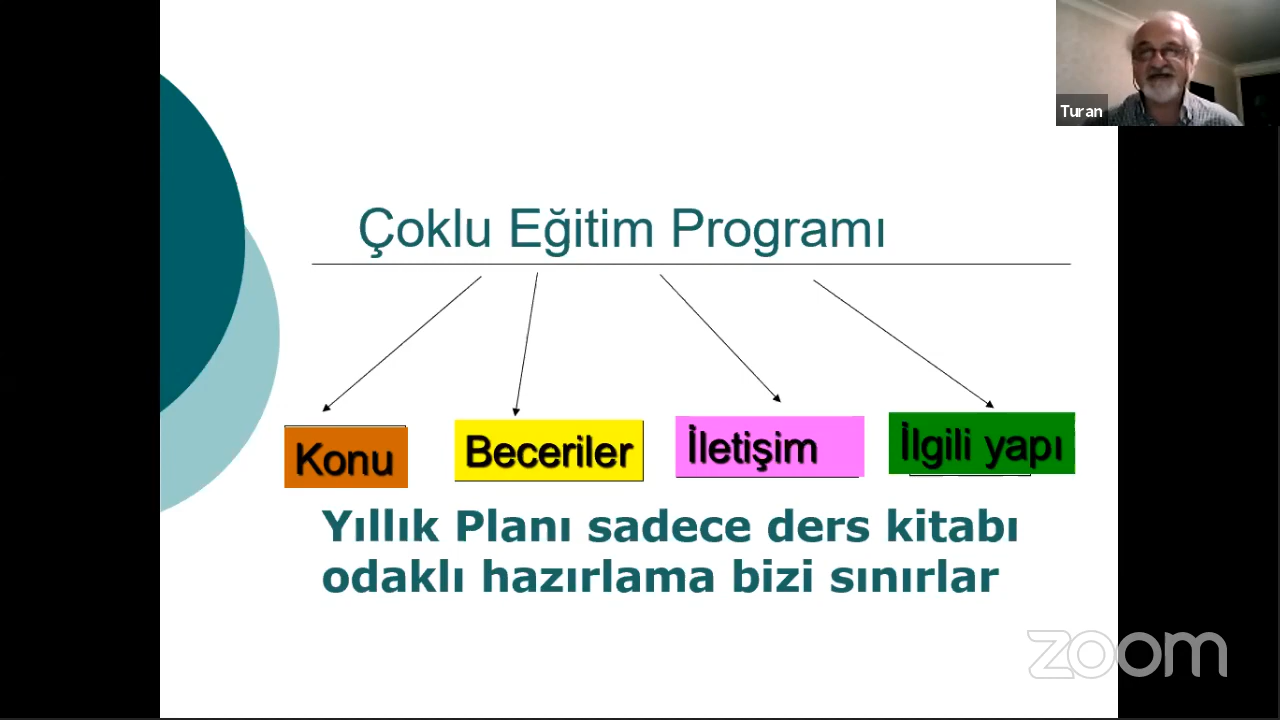 Turan
Çoklu Eğitim Programı
Konu
Beceriler
İletişim
İlgili yapı
Yıllık Planı sadece ders kitabı
odaklı hazırlama bizi sınırlar
zoom